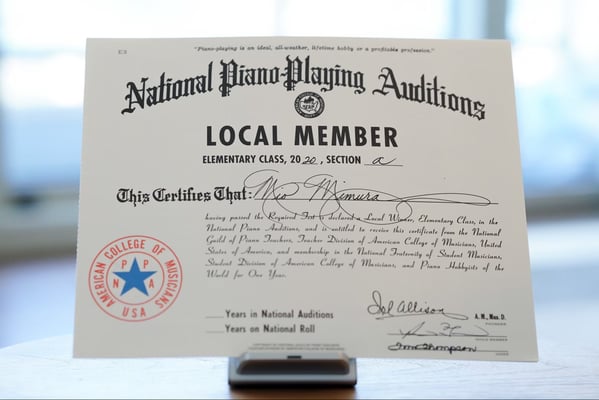 E3
"Piano-playing is an ideal, all-weather, lifetime hobby or a profitable profession."
National Piano-Playing Auditions
LOCAL MEMBER
ELEMENTARY CLASS, 2020, SECTION a
This Certifies That: Mio Mimura
having passed the Required Test is declared a Local Winner, Elementary Class, in the
National Piano Auditions, and is entitled to receive this certificate from the National
Guild of Piano Teachers, Teacher Division of American College of Musicians, United
States of America, and membership in the National Fraternity of Student Musicians,
Student Division of American College of Musicians, and Piano Hobbyists of the
World for One Year.
AMERICAN COLLEGE OF MUSICIANS
P P
N A
USA
Years in National Auditions
Years on National Roll
Irl Allison A. M., Mus. D.
FOUNDER